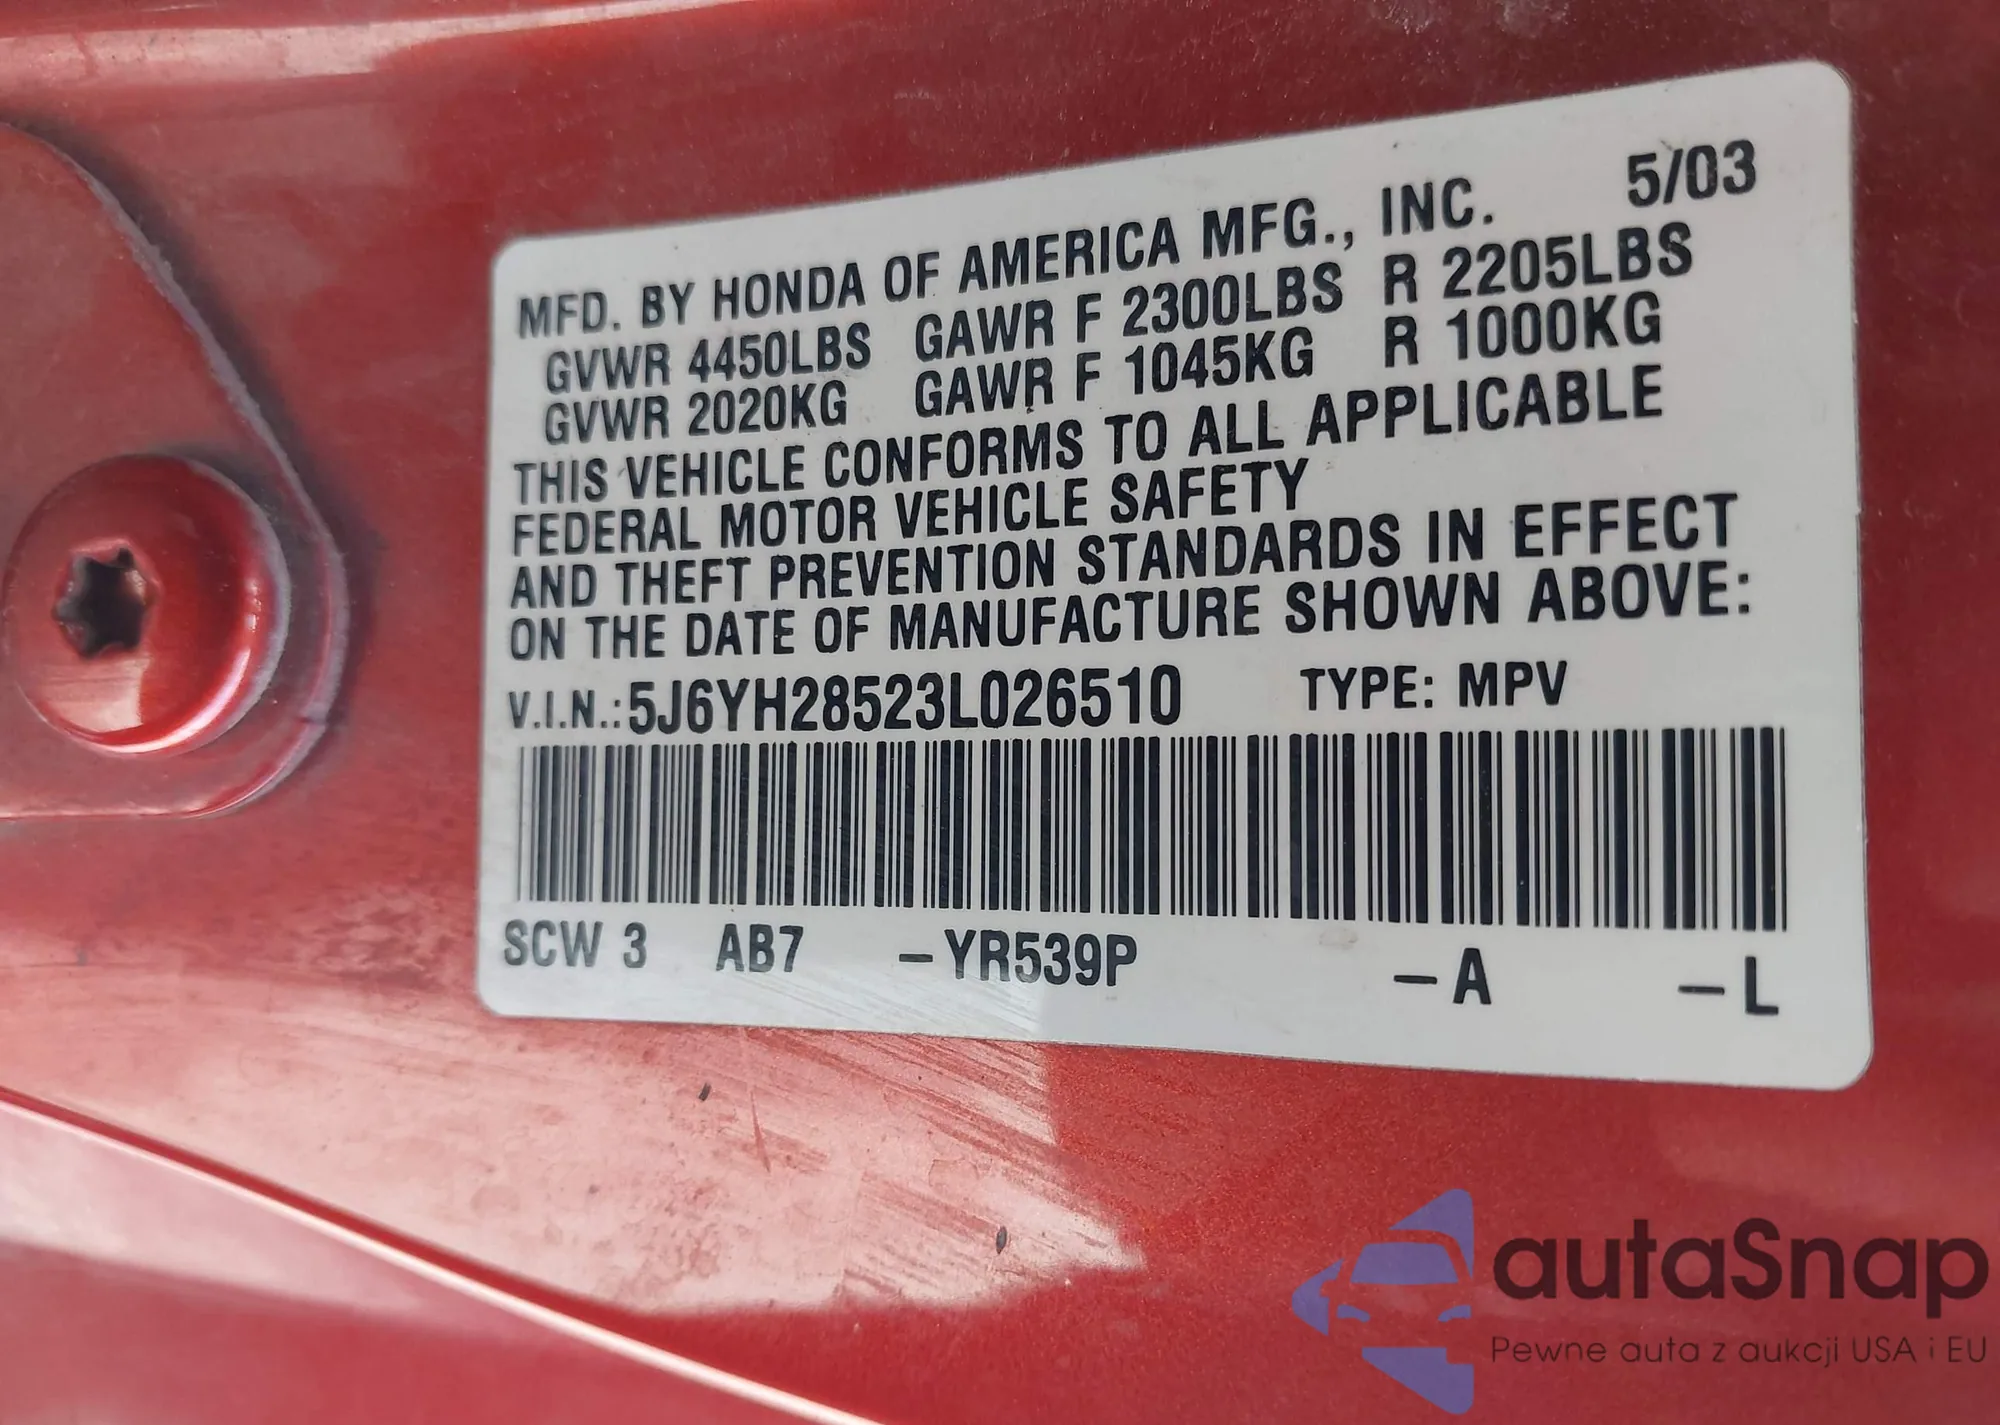 MFD. BY HONDA OF AMERICA MFG., INC. 5/03
GVWR 4450LBS GAWR F 2300LBS R 2205LBS
GVWR 2020KG GAWR F 1045KG R 1000KG
THIS VEHICLE CONFORMS TO ALL APPLICABLE
FEDERAL MOTOR VEHICLE SAFETY
AND THEFT PREVENTION STANDARDS IN EFFECT
ON THE DATE OF MANUFACTURE SHOWN ABOVE:
V.I.N.: 5J6YH28523L026510 TYPE: MPV
SCW 3 AB7 –YR539P –A –L
autaSnap
Pewne auta z aukcji USA i EU